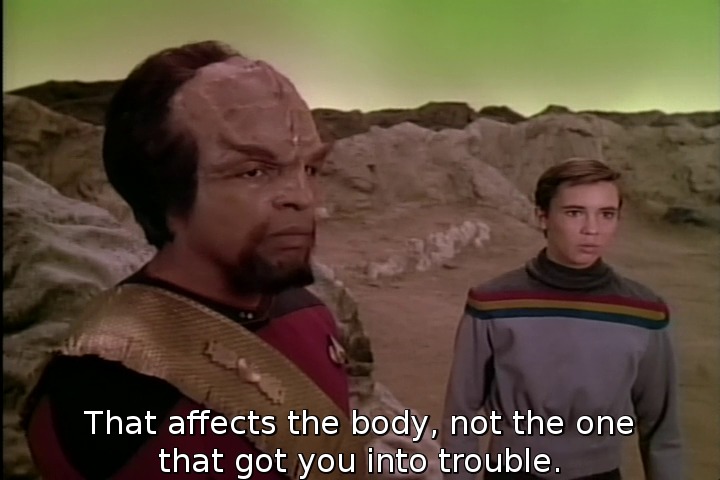 That affects the body, not the one
that got you into trouble.